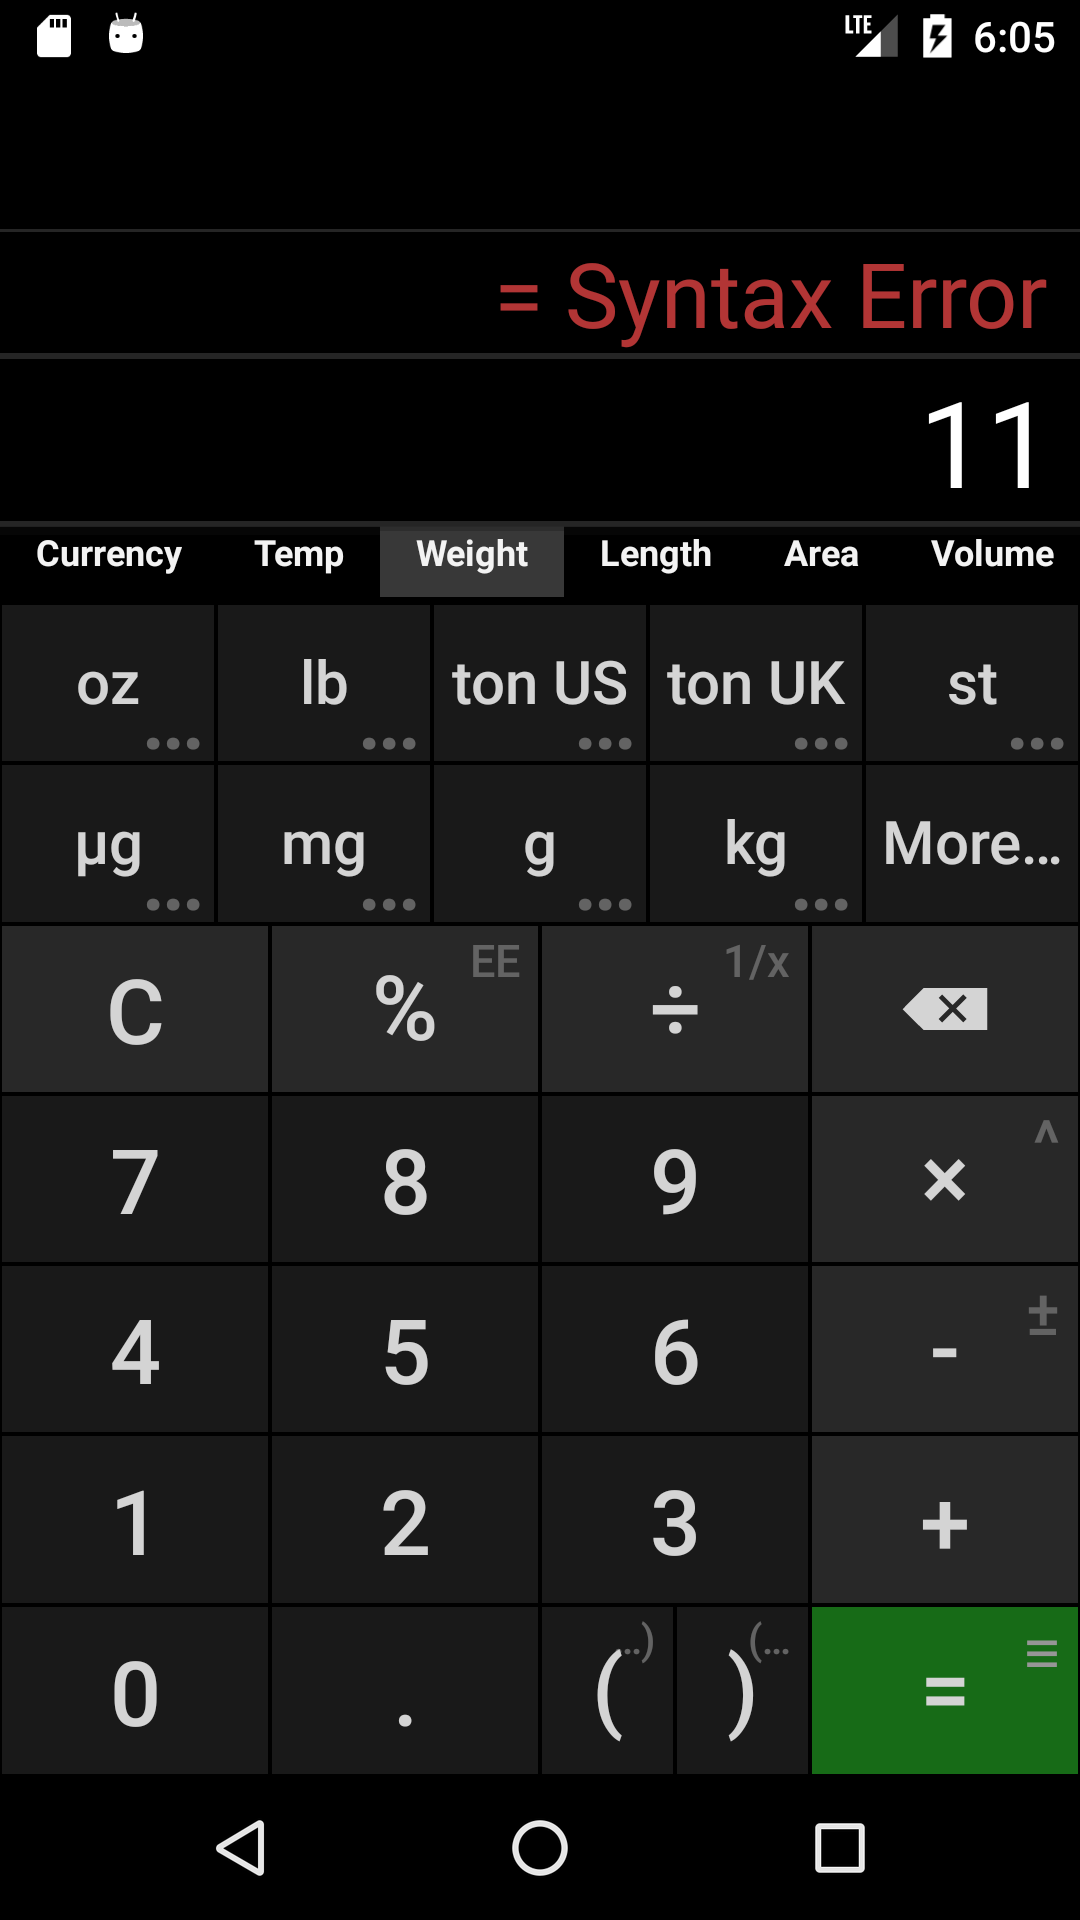 LTE 6:05
= Syntax Error
11
Currency Temp Weight Length Area Volume
oz lb ton US ton UK st
µg mg g kg More...
C % EE ÷ 1/x
7 8 9 × ^
4 5 6 - ±
1 2 3 +
0 . ( ..) ) (... = ≡